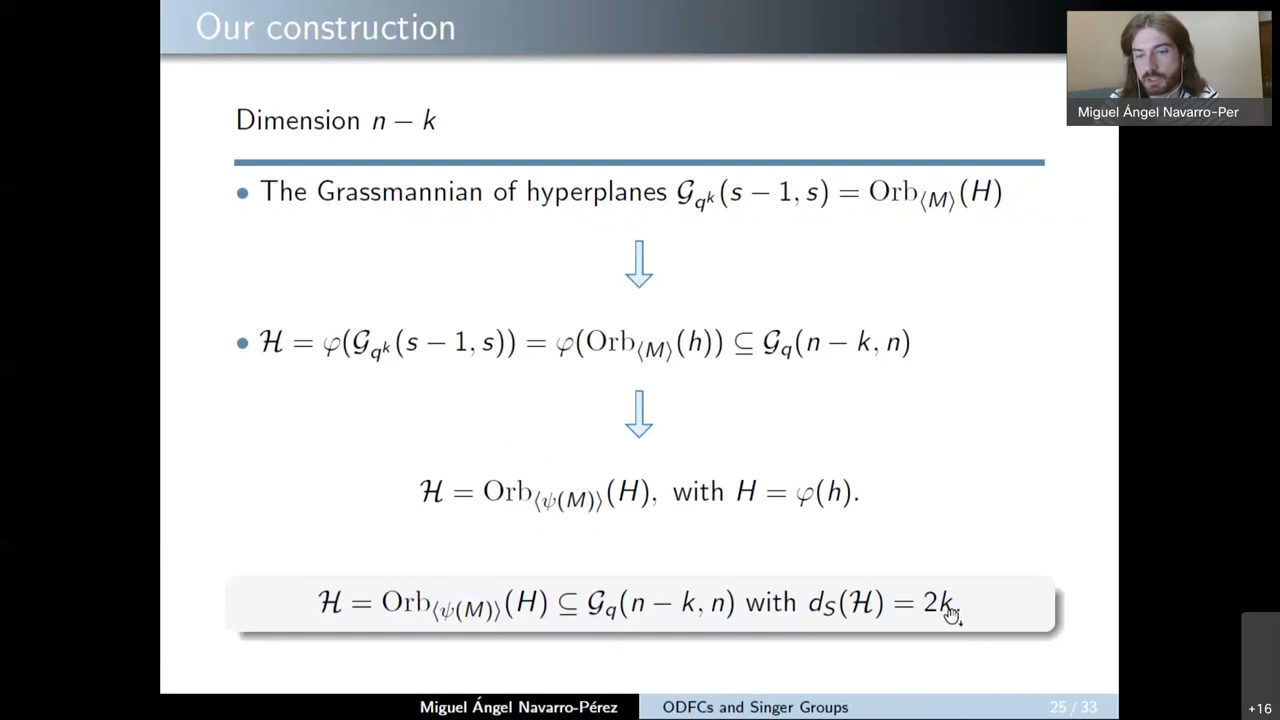 Our construction
Miguel Ángel Navarro-Per
Dimension n − k
• The Grassmannian of hyperplanes 𝒢_{q^k}(s − 1, s) = Orb_{⟨M⟩}(H)
• ℋ = φ(𝒢_{q^k}(s − 1, s)) = φ(Orb_{⟨M⟩}(h)) ⊆ 𝒢_q(n − k, n)
ℋ = Orb_{⟨ψ(M)⟩}(H), with H = φ(h).
ℋ = Orb_{⟨ψ(M)⟩}(H) ⊆ 𝒢_q(n − k, n) with d_S(ℋ) = 2k.
Miguel Ángel Navarro-Pérez ODFCs and Singer Groups 25 / 33
+16